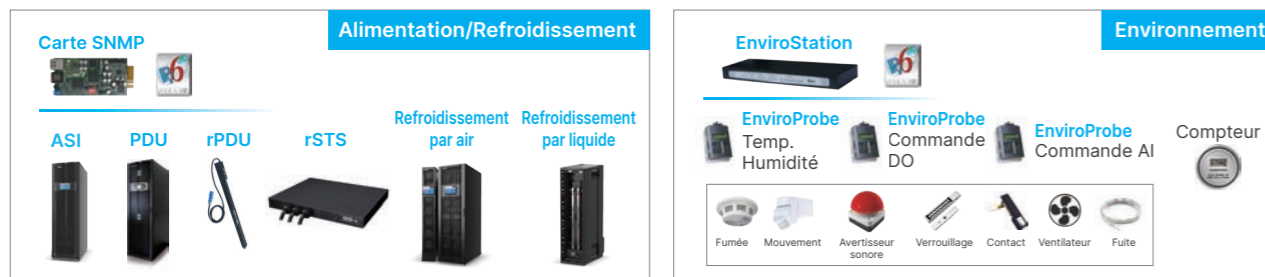 Alimentation/Refroidissement
Carte SNMP
ASI
PDU
rPDU
rSTS
Refroidissement
par air
Refroidissement
par liquide
Environnement
EnviroStation
EnviroProbe
Temp.
Humidité
EnviroProbe
Commande
DO
EnviroProbe
Commande AI
Compteur
Fumée
Mouvement
Avertisseur
sonore
Verrouillage
Contact
Ventilateur
Fuite